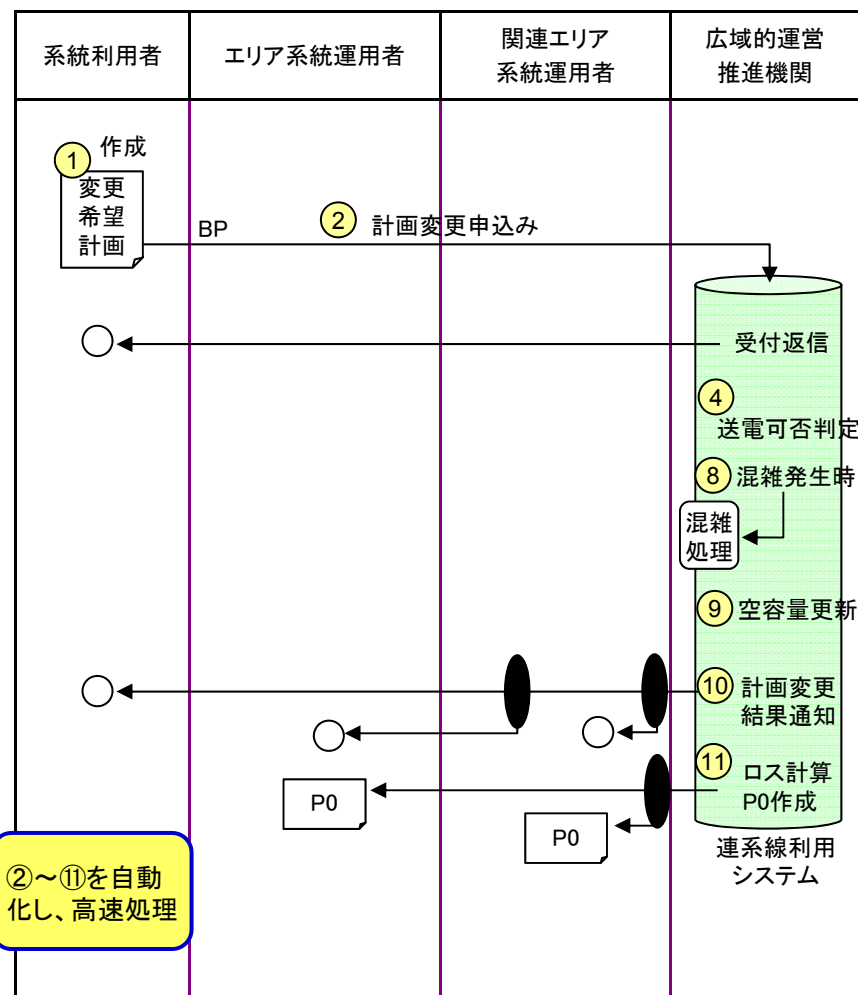 系統利用者
エリア系統運用者
関連エリア
系統運用者
広域的運営
推進機関
1
作成
変更
希望
計画
BP
2
計画変更申込み
受付返信
4
送電可否判定
8
混雑発生時
混雑
処理
9
空容量更新
10
計画変更
結果通知
11
ロス計算
P0作成
P0
P0
連系線利用
システム
②～⑪を自動
化し、高速処理